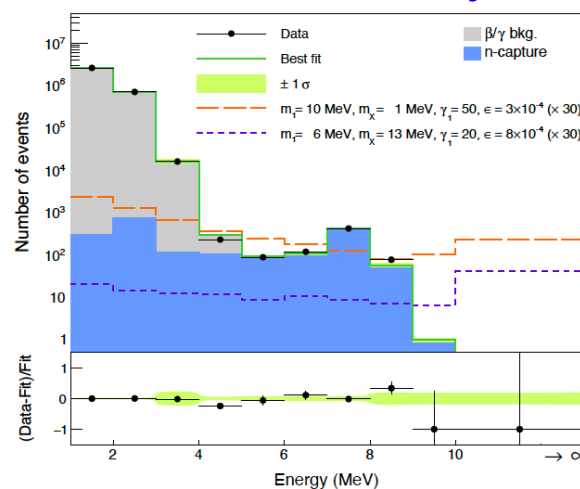 Data
β/γ bkg.
Best fit
n-capture
± 1 σ
m₁= 10 MeV, mχ= 1 MeV, γ₁= 50, ε= 3×10⁻⁴ (× 30)
m₁= 6 MeV, mχ= 13 MeV, γ₁= 20, ε= 8×10⁻⁴ (× 30)
Number of events
10⁷
10⁶
10⁵
10⁴
10³
10²
10
1
(Data-Fit)/Fit
1
0
−1
2 4 6 8 10 →
Energy (MeV)